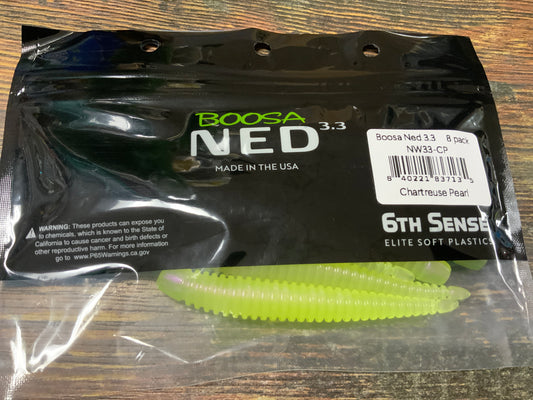 BOOSA
NED 3.3
MADE IN THE USA
Boosa Ned 3.3 8 pack
NW33-CP
8 40221 83713 5
Chartreuse Pearl
6TH SENSE
ELITE SOFT PLASTICS
WARNING: These products can expose you
to chemicals, which is known to the State of
California to cause cancer and birth defects or
other reproductive harm. For more information
go to www.P65Warnings.ca.gov